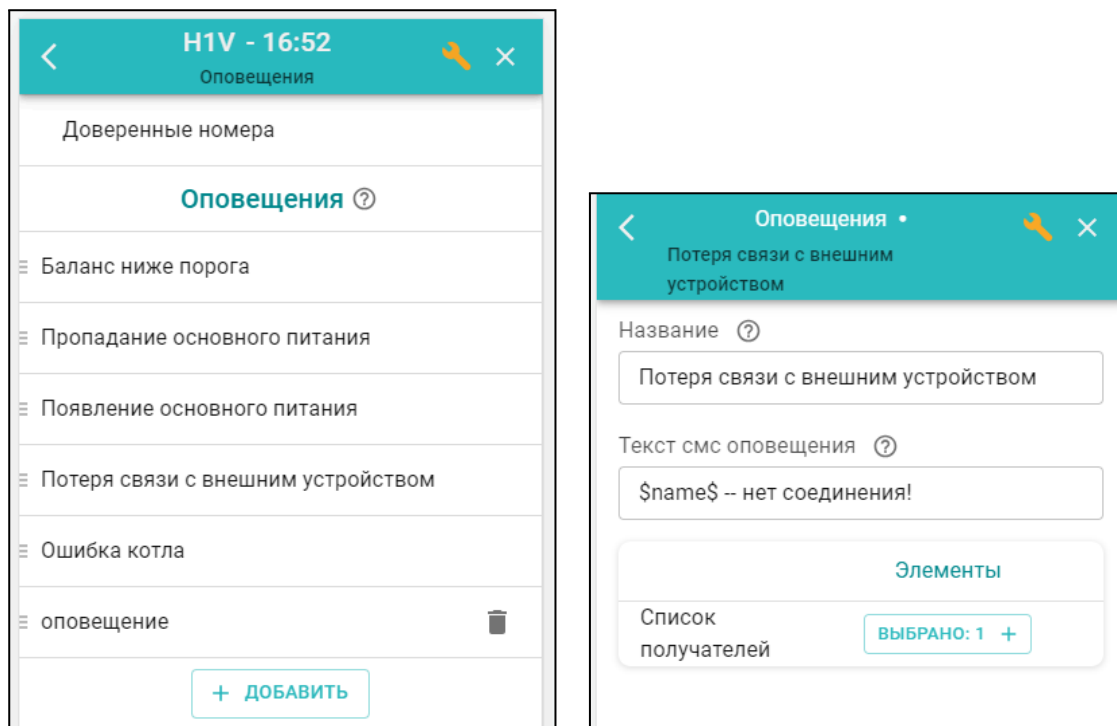 H1V - 16:52
Оповещения
Доверенные номера
Оповещения
Баланс ниже порога
Пропадание основного питания
Появление основного питания
Потеря связи с внешним устройством
Ошибка котла
оповещение
+ ДОБАВИТЬ
Оповещения •
Потеря связи с внешним
устройством
Название
Потеря связи с внешним устройством
Текст смс оповещения
$name$ -- нет соединения!
Элементы
Список
получателей
ВЫБРАНО: 1 +